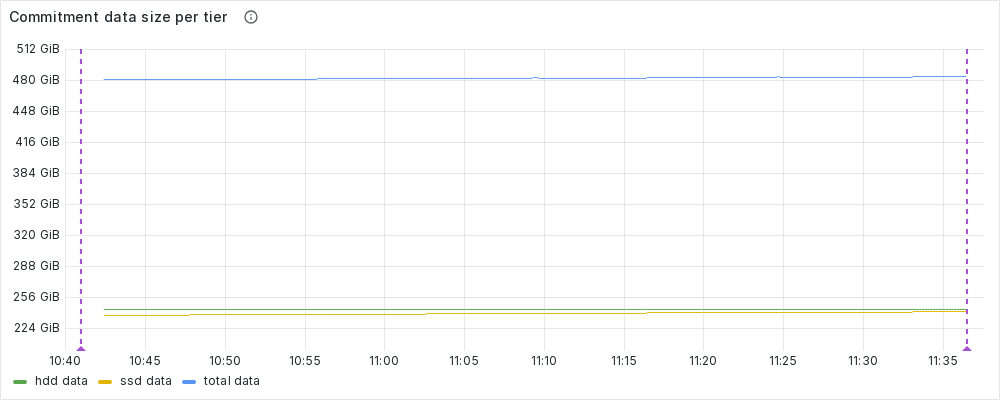 Commitment data size per tier
512 GiB
480 GiB
448 GiB
416 GiB
384 GiB
352 GiB
320 GiB
288 GiB
256 GiB
224 GiB
10:40 10:45 10:50 10:55 11:00 11:05 11:10 11:15 11:20 11:25 11:30 11:35
hdd data ssd data total data